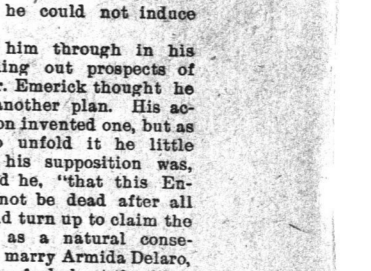 he could not induce
him through in his
ing out prospects of
r. Emerick thought he
another plan. His ac-
on invented one, but as
unfold it he little
his supposition was,
d he, "that this En-
not be dead after all
d turn up to claim the
as a natural conse-
marry Armida Delaro,